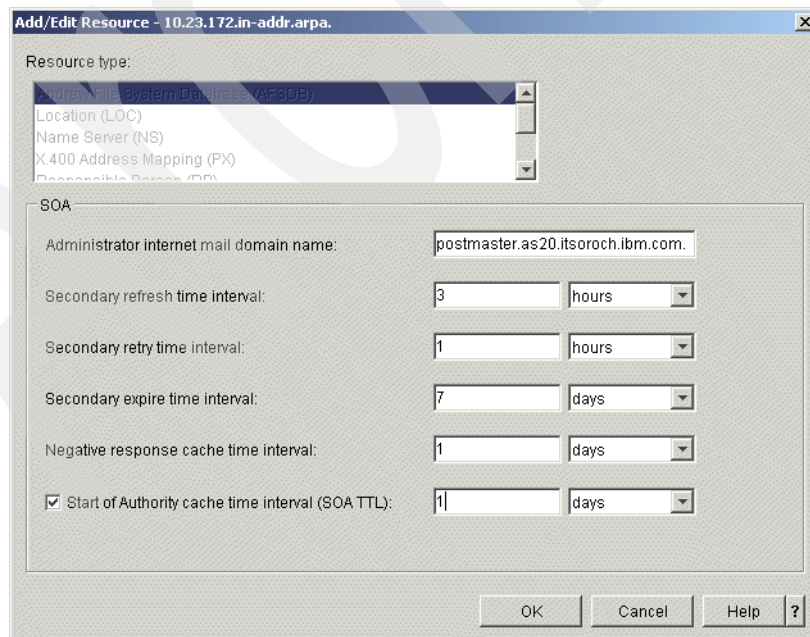 Add/Edit Resource - 10.23.172.in-addr.arpa.
Resource type:
Andrew File System Database (AFSDB)
Location (LOC)
Name Server (NS)
X.400 Address Mapping (PX)
Responsible Person (RP)
SOA
Administrator internet mail domain name: postmaster.as20.itsoroch.ibm.com.
Secondary refresh time interval: 3 hours
Secondary retry time interval: 1 hours
Secondary expire time interval: 7 days
Negative response cache time interval: 1 days
Start of Authority cache time interval (SOA TTL): 1 days
OK Cancel Help ?